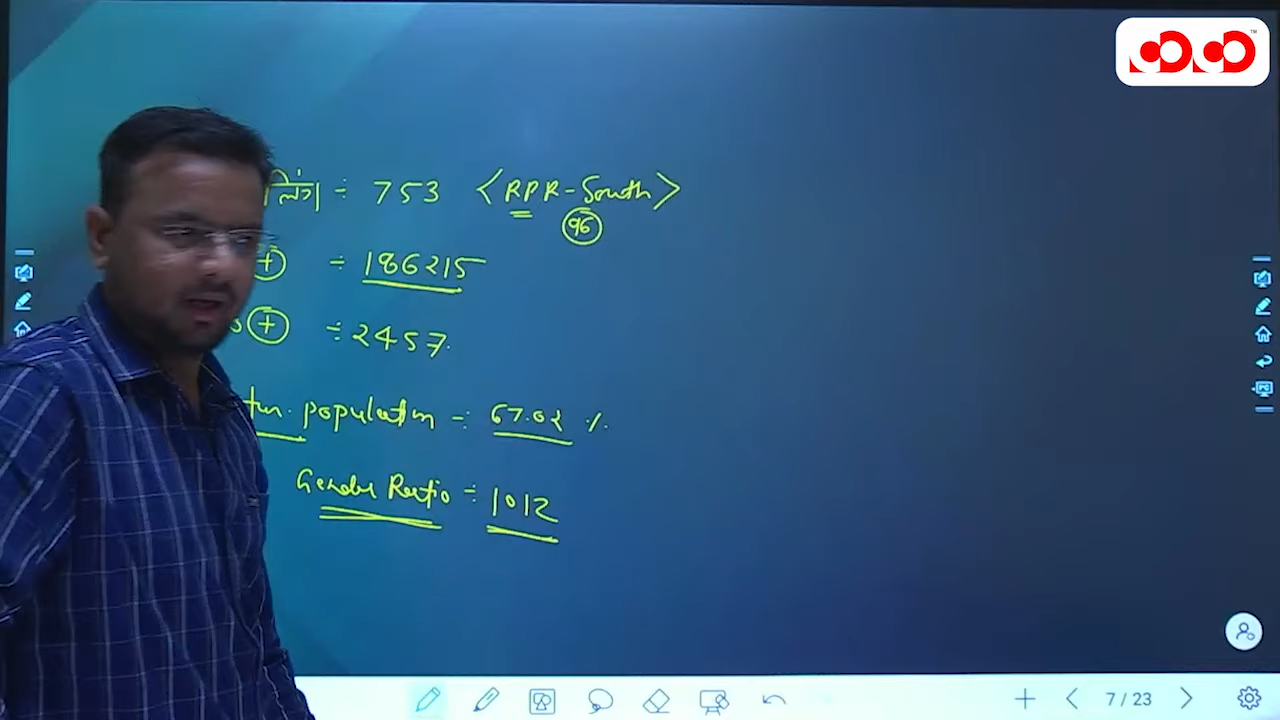 लिंग ÷ 753 <RPR-South>
96
+ ÷ 186215
+ ÷ 2457.
population ÷ 67.02 %
Gender Ratio ÷ 1012
7 / 23